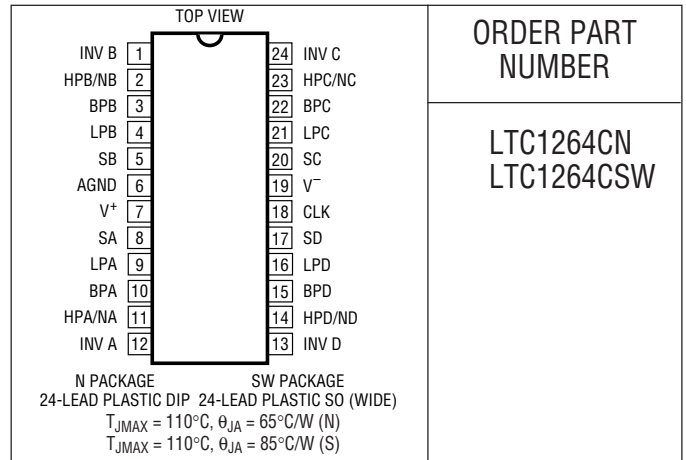 TOP VIEW
INV B 1
HPB/NB 2
BPB 3
LPB 4
SB 5
AGND 6
V+ 7
SA 8
LPA 9
BPA 10
HPA/NA 11
INV A 12
24 INV C
23 HPC/NC
22 BPC
21 LPC
20 SC
19 V–
18 CLK
17 SD
16 LPD
15 BPD
14 HPD/ND
13 INV D
N PACKAGE
24-LEAD PLASTIC DIP
SW PACKAGE
24-LEAD PLASTIC SO (WIDE)
TJMAX = 110°C, θJA = 65°C/W (N)
TJMAX = 110°C, θJA = 85°C/W (S)
ORDER PART
NUMBER
LTC1264CN
LTC1264CSW